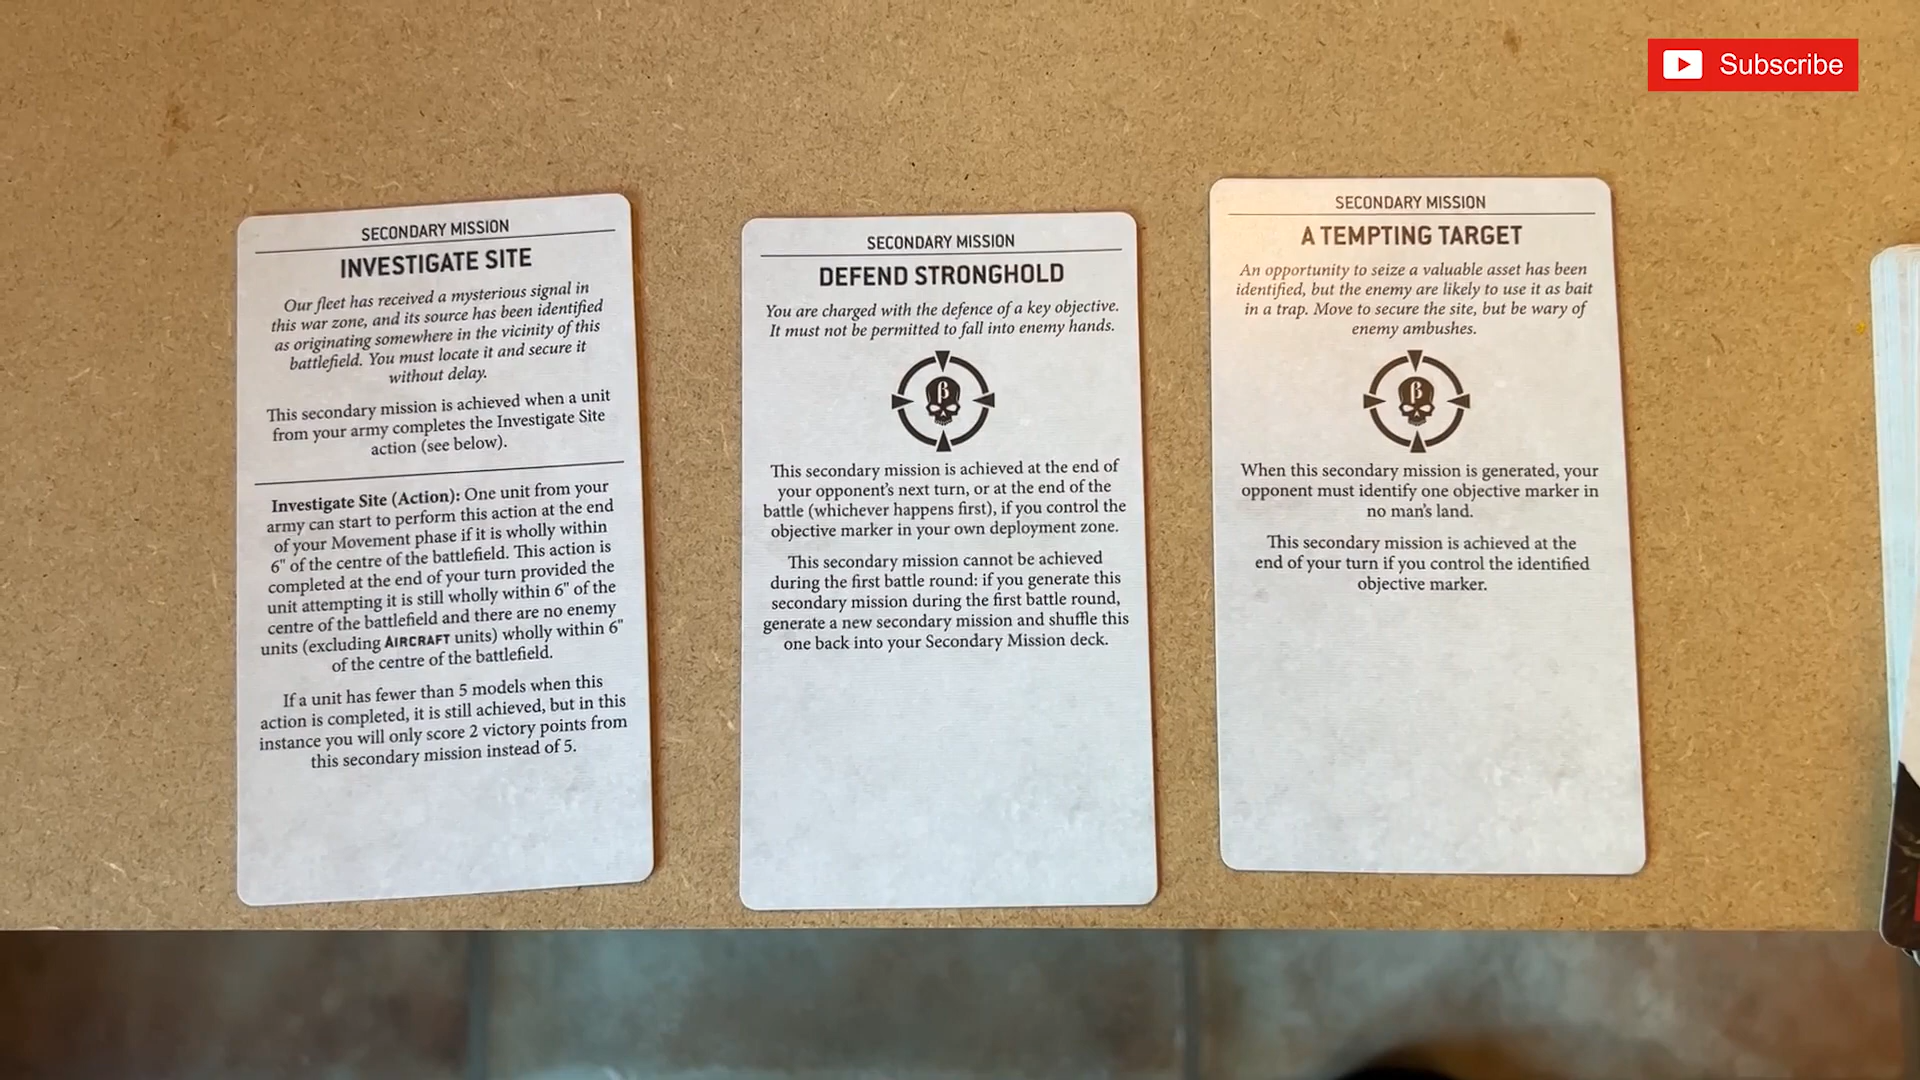 Subscribe
SECONDARY MISSION
INVESTIGATE SITE
Our fleet has received a mysterious signal in
this war zone, and its source has been identified
as originating somewhere in the vicinity of this
battlefield. You must locate it and secure it
without delay.
This secondary mission is achieved when a unit
from your army completes the Investigate Site
action (see below).
Investigate Site (Action): One unit from your
army can start to perform this action at the end
of your Movement phase if it is wholly within
6" of the centre of the battlefield. This action is
completed at the end of your turn provided the
unit attempting it is still wholly within 6" of the
centre of the battlefield and there are no enemy
units (excluding AIRCRAFT units) wholly within 6"
of the centre of the battlefield.
If a unit has fewer than 5 models when this
action is completed, it is still achieved, but in this
instance you will only score 2 victory points from
this secondary mission instead of 5.
SECONDARY MISSION
DEFEND STRONGHOLD
You are charged with the defence of a key objective.
It must not be permitted to fall into enemy hands.
β
This secondary mission is achieved at the end of
your opponent's next turn, or at the end of the
battle (whichever happens first), if you control the
objective marker in your own deployment zone.
This secondary mission cannot be achieved
during the first battle round: if you generate this
secondary mission during the first battle round,
generate a new secondary mission and shuffle this
one back into your Secondary Mission deck.
SECONDARY MISSION
A TEMPTING TARGET
An opportunity to seize a valuable asset has been
identified, but the enemy are likely to use it as bait
in a trap. Move to secure the site, but be wary of
enemy ambushes.
β
When this secondary mission is generated, your
opponent must identify one objective marker in
no man's land.
This secondary mission is achieved at the
end of your turn if you control the identified
objective marker.